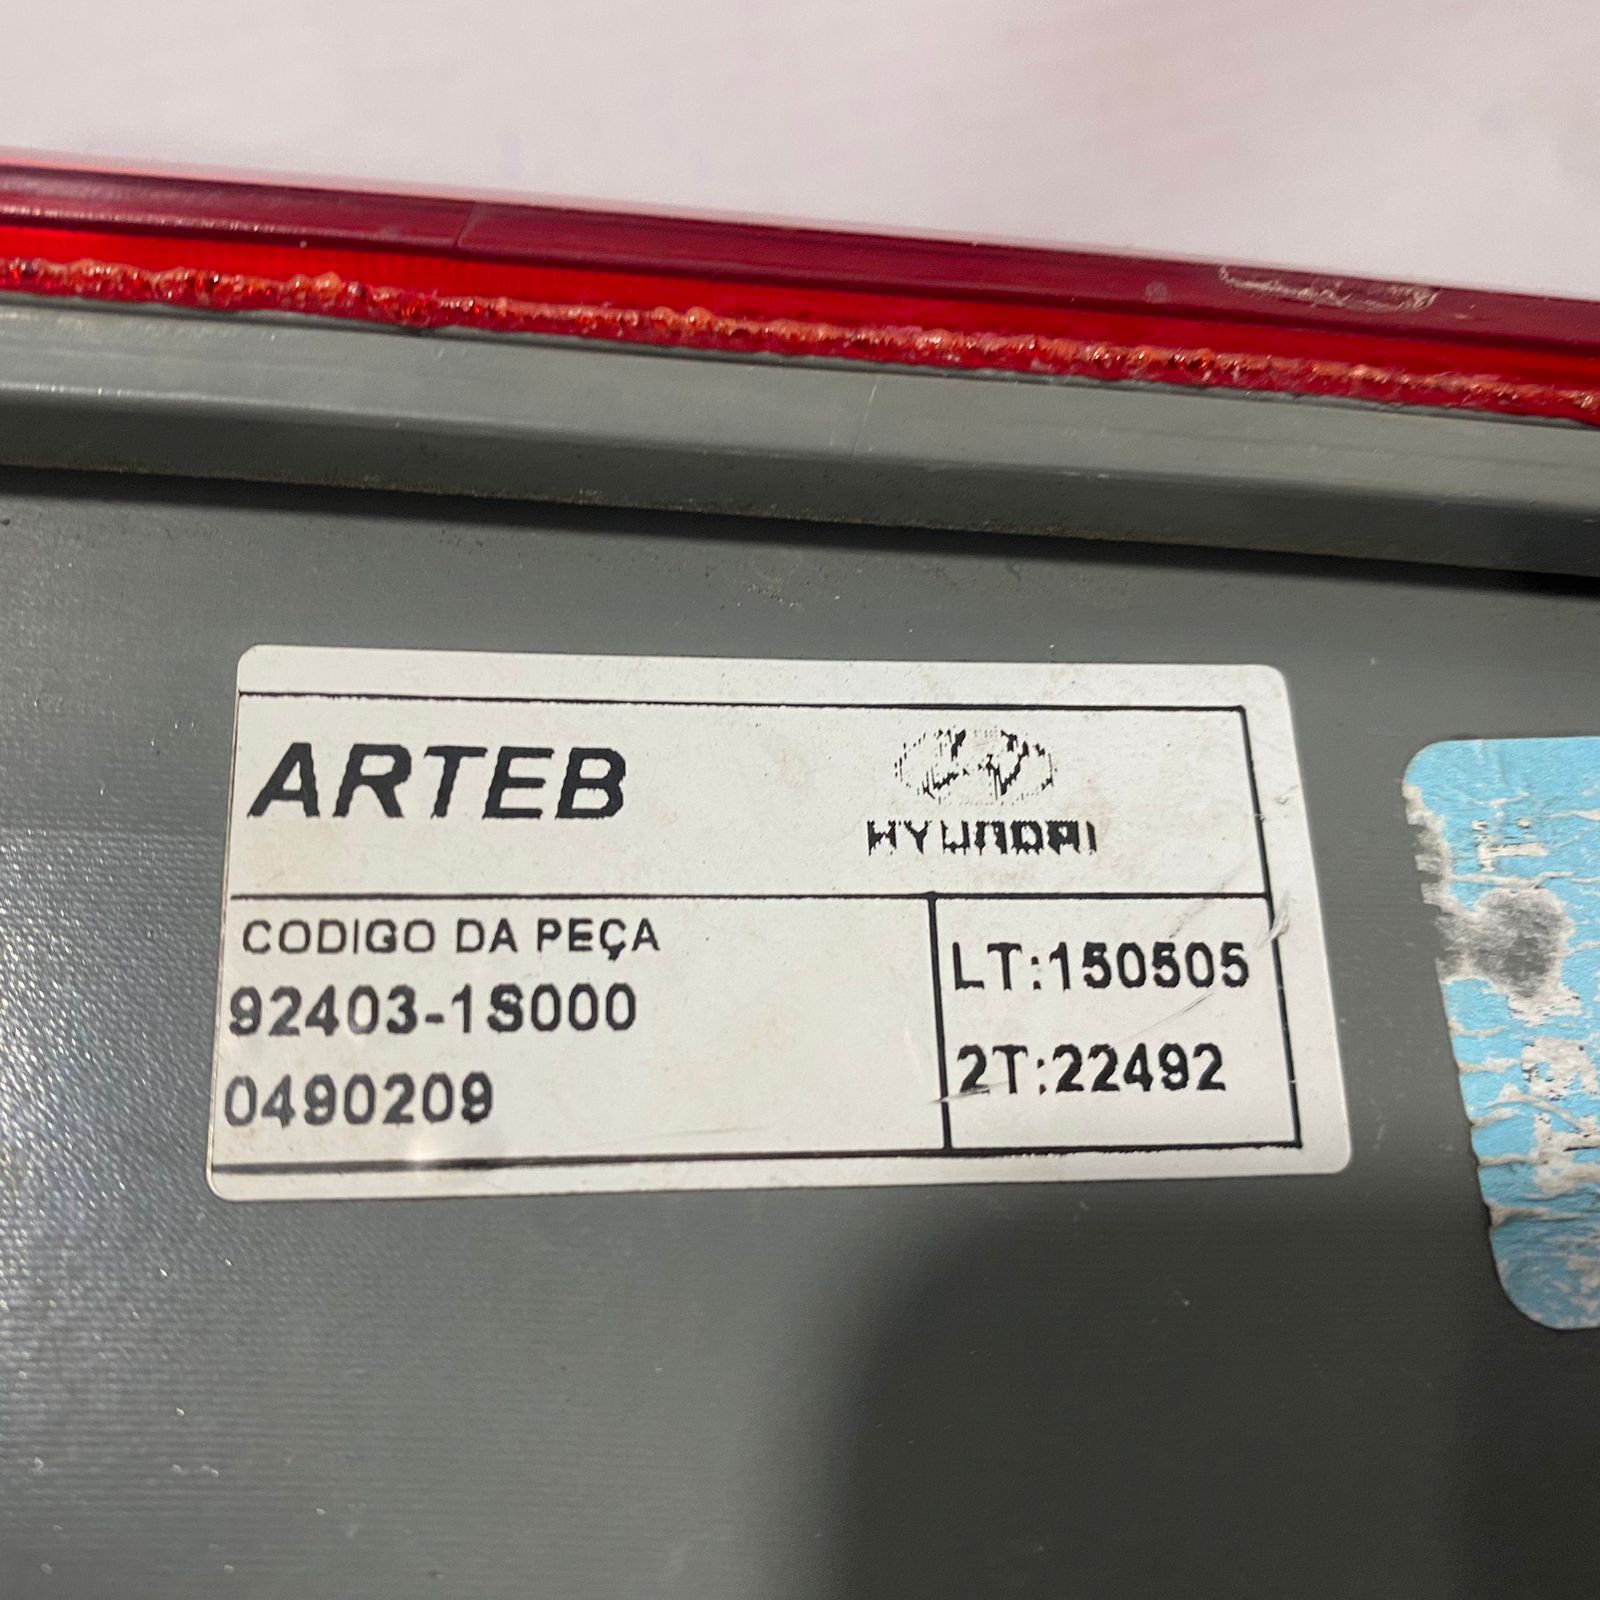 ARTEB
HYUNDAI
CODIGO DA PEÇA
92403-1S000
0490209
LT:150505
2T:22492